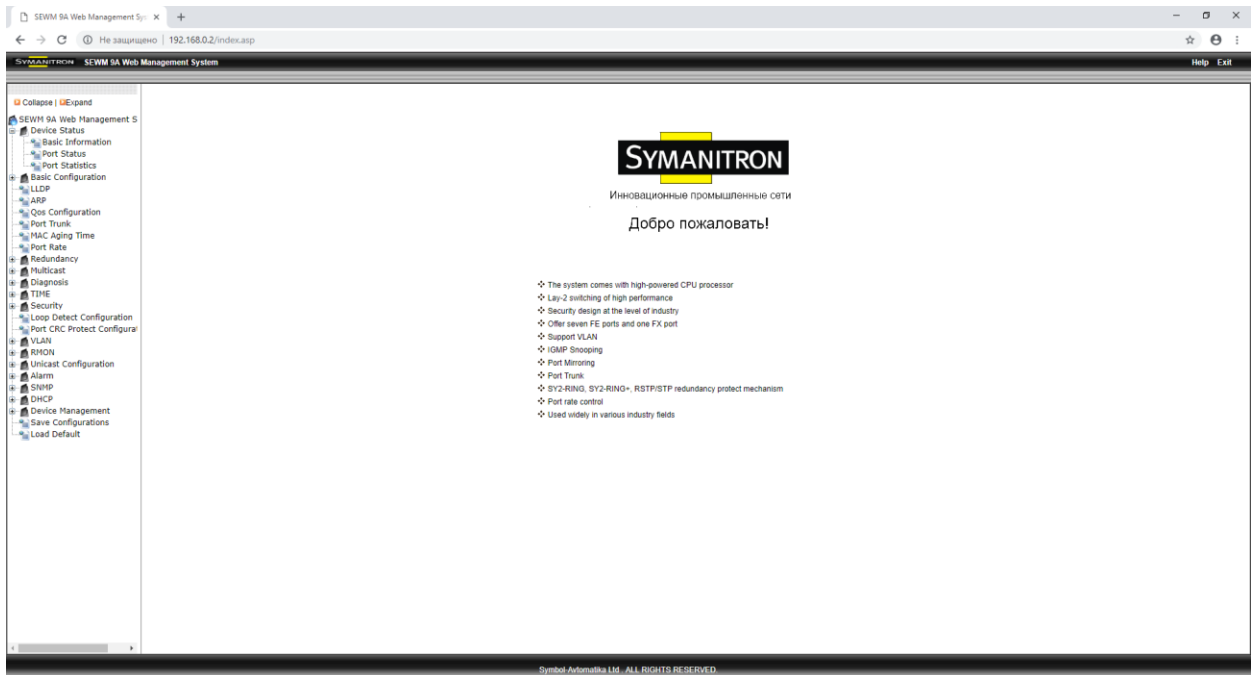 SEWM 9A Web Management Sys
Не защищено | 192.168.0.2/index.asp
SYMANITRON SEWM 9A Web Management System
Help Exit
Collapse | Expand
SEWM 9A Web Management S
Device Status
Basic Information
Port Status
Port Statistics
Basic Configuration
LLDP
ARP
Qos Configuration
Port Trunk
MAC Aging Time
Port Rate
Redundancy
Multicast
Diagnosis
TIME
Security
Loop Detect Configuration
Port CRC Protect Configurat
VLAN
RMON
Unicast Configuration
Alarm
SNMP
DHCP
Device Management
Save Configurations
Load Default
SYMANITRON
Инновационные промышленные сети
Добро пожаловать!
The system comes with high-powered CPU processor
Lay-2 switching of high performance
Security design at the level of industry
Offer seven FE ports and one FX port
Support VLAN
IGMP Snooping
Port Mirroring
Port Trunk
SY2-RING, SY2-RING+, RSTP/STP redundancy protect mechanism
Port rate control
Used widely in various industry fields
Symbol-Avtomatika Ltd . ALL RIGHTS RESERVED.